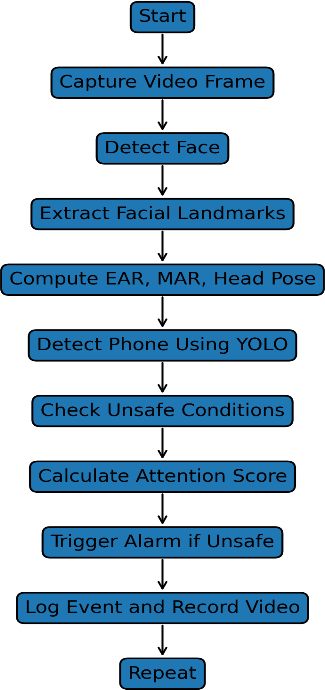 Start
Capture Video Frame
Detect Face
Extract Facial Landmarks
Compute EAR, MAR, Head Pose
Detect Phone Using YOLO
Check Unsafe Conditions
Calculate Attention Score
Trigger Alarm if Unsafe
Log Event and Record Video
Repeat